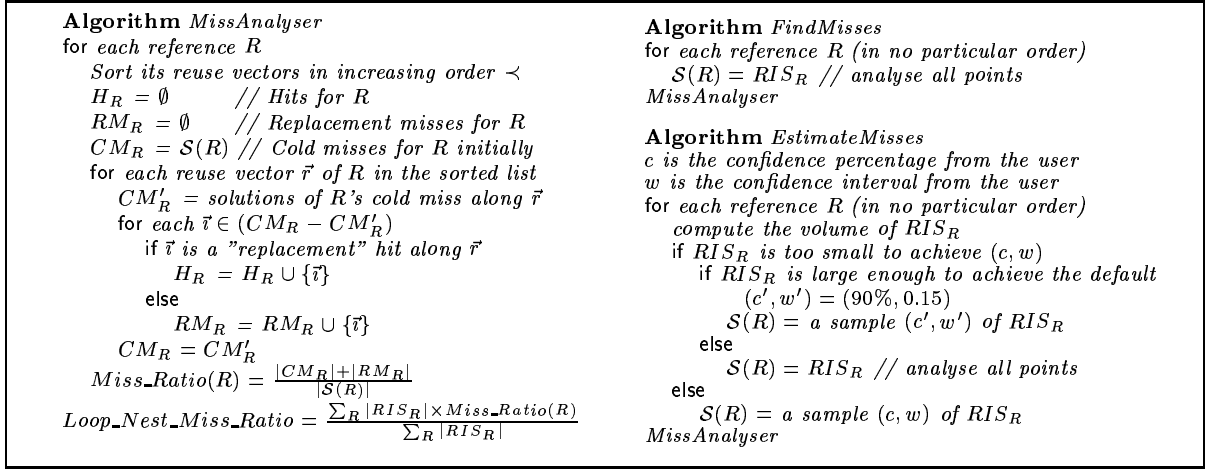 Algorithm MissAnalyser
for each reference R
Sort its reuse vectors in increasing order ≺
H_R = ∅ // Hits for R
RM_R = ∅ // Replacement misses for R
CM_R = S(R) // Cold misses for R initially
for each reuse vector r⃗ of R in the sorted list
CM′_R = solutions of R's cold miss along r⃗
for each ı⃗ ∈ (CM_R − CM′_R)
if ı⃗ is a "replacement" hit along r⃗
H_R = H_R ∪ {ı⃗}
else
RM_R = RM_R ∪ {ı⃗}
CM_R = CM′_R
Miss_Ratio(R) = |CM_R|+|RM_R| / |S(R)|
Loop_Nest_Miss_Ratio = ∑_R |RIS_R|×Miss_Ratio(R) / ∑_R |RIS_R|
Algorithm FindMisses
for each reference R (in no particular order)
S(R) = RIS_R // analyse all points
MissAnalyser
Algorithm EstimateMisses
c is the confidence percentage from the user
w is the confidence interval from the user
for each reference R (in no particular order)
compute the volume of RIS_R
if RIS_R is too small to achieve (c, w)
if RIS_R is large enough to achieve the default
(c′, w′) = (90%, 0.15)
S(R) = a sample (c′, w′) of RIS_R
else
S(R) = RIS_R // analyse all points
else
S(R) = a sample (c, w) of RIS_R
MissAnalyser